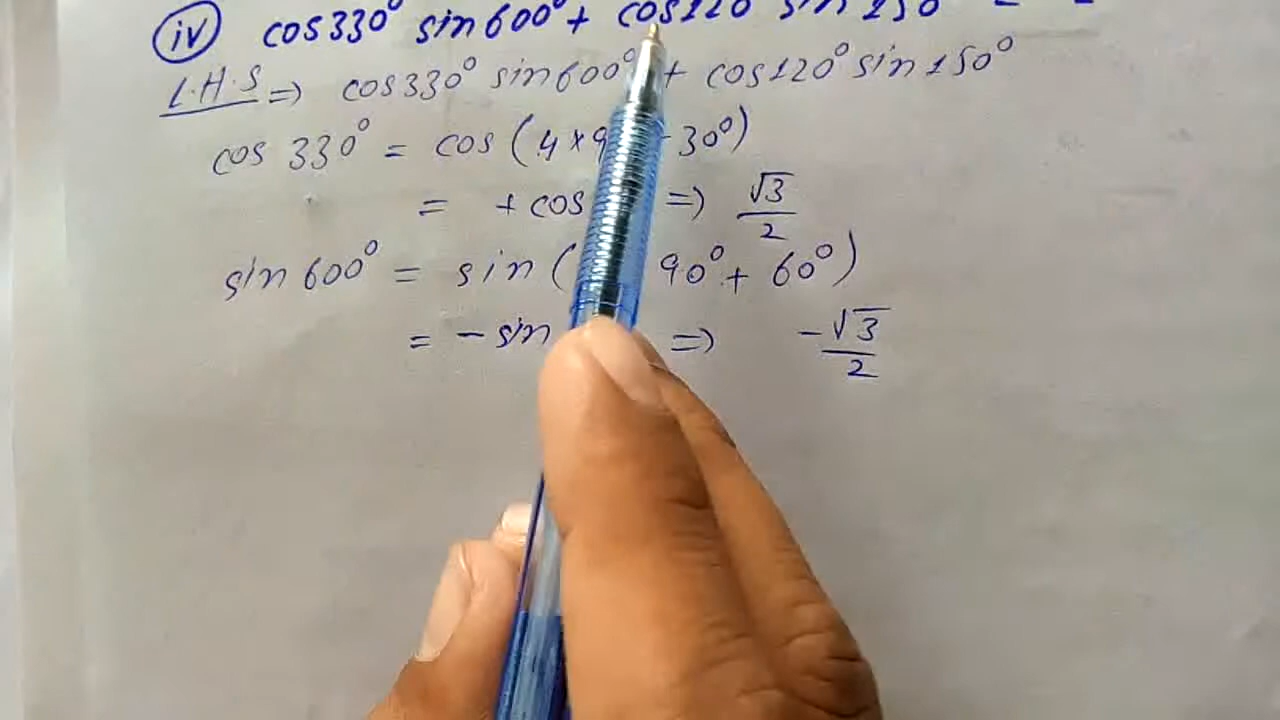 (iv) cos330° sin600° + cos120° sin150°
L.H.S => cos330° sin600° + cos120° sin150°
cos 330° = cos (4×9 30°)
= + cos => √3/2
sin 600° = sin ( 90° + 60°)
= - sin => -√3/2